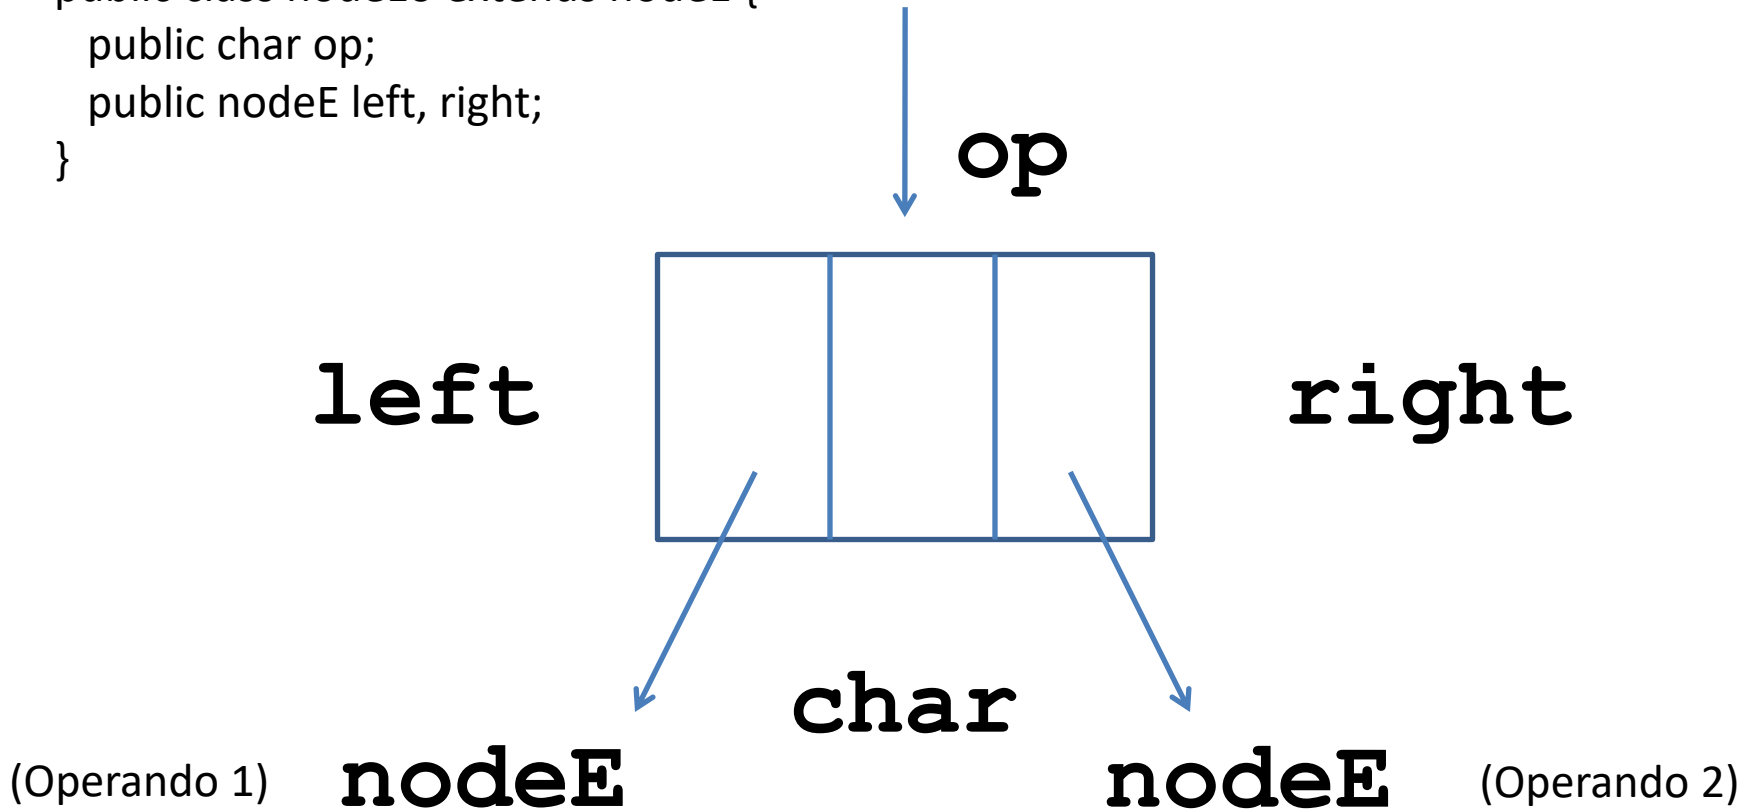 public char op;
public nodeE left, right;
}
op
left
right
char
(Operando 1) nodeE nodeE (Operando 2)